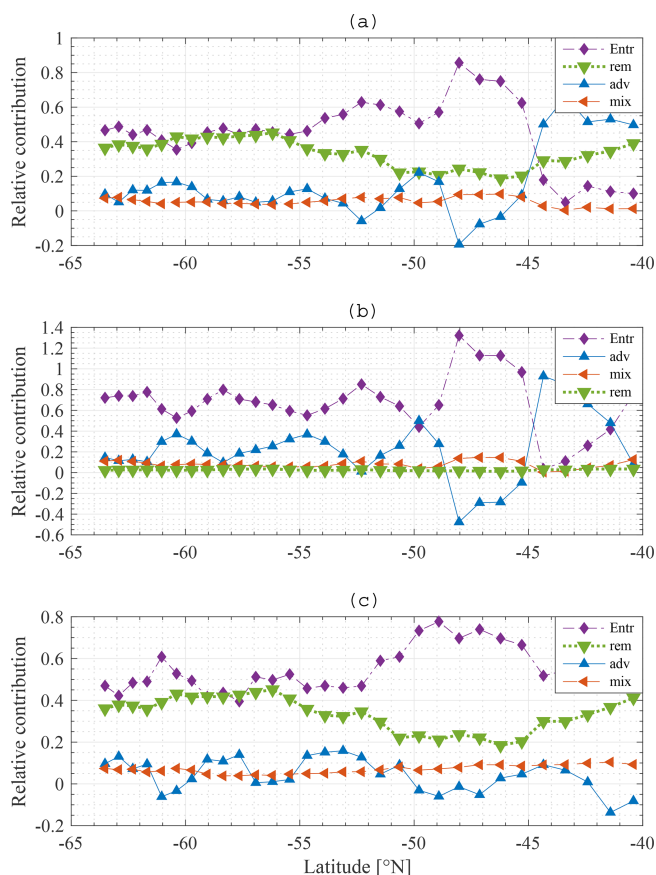 (a)
Relative contribution
1
0.8
0.6
0.4
0.2
0
-0.2
-65 -60 -55 -50 -45 -40
Entr
rem
adv
mix
(b)
Relative contribution
1.4
1.2
1
0.8
0.6
0.4
0.2
0
-0.2
-0.4
-0.6
-65 -60 -55 -50 -45 -40
Entr
adv
mix
rem
(c)
Relative contribution
0.8
0.6
0.4
0.2
0
-0.2
-65 -60 -55 -50 -45 -40
Entr
rem
adv
mix
Latitude [°N]